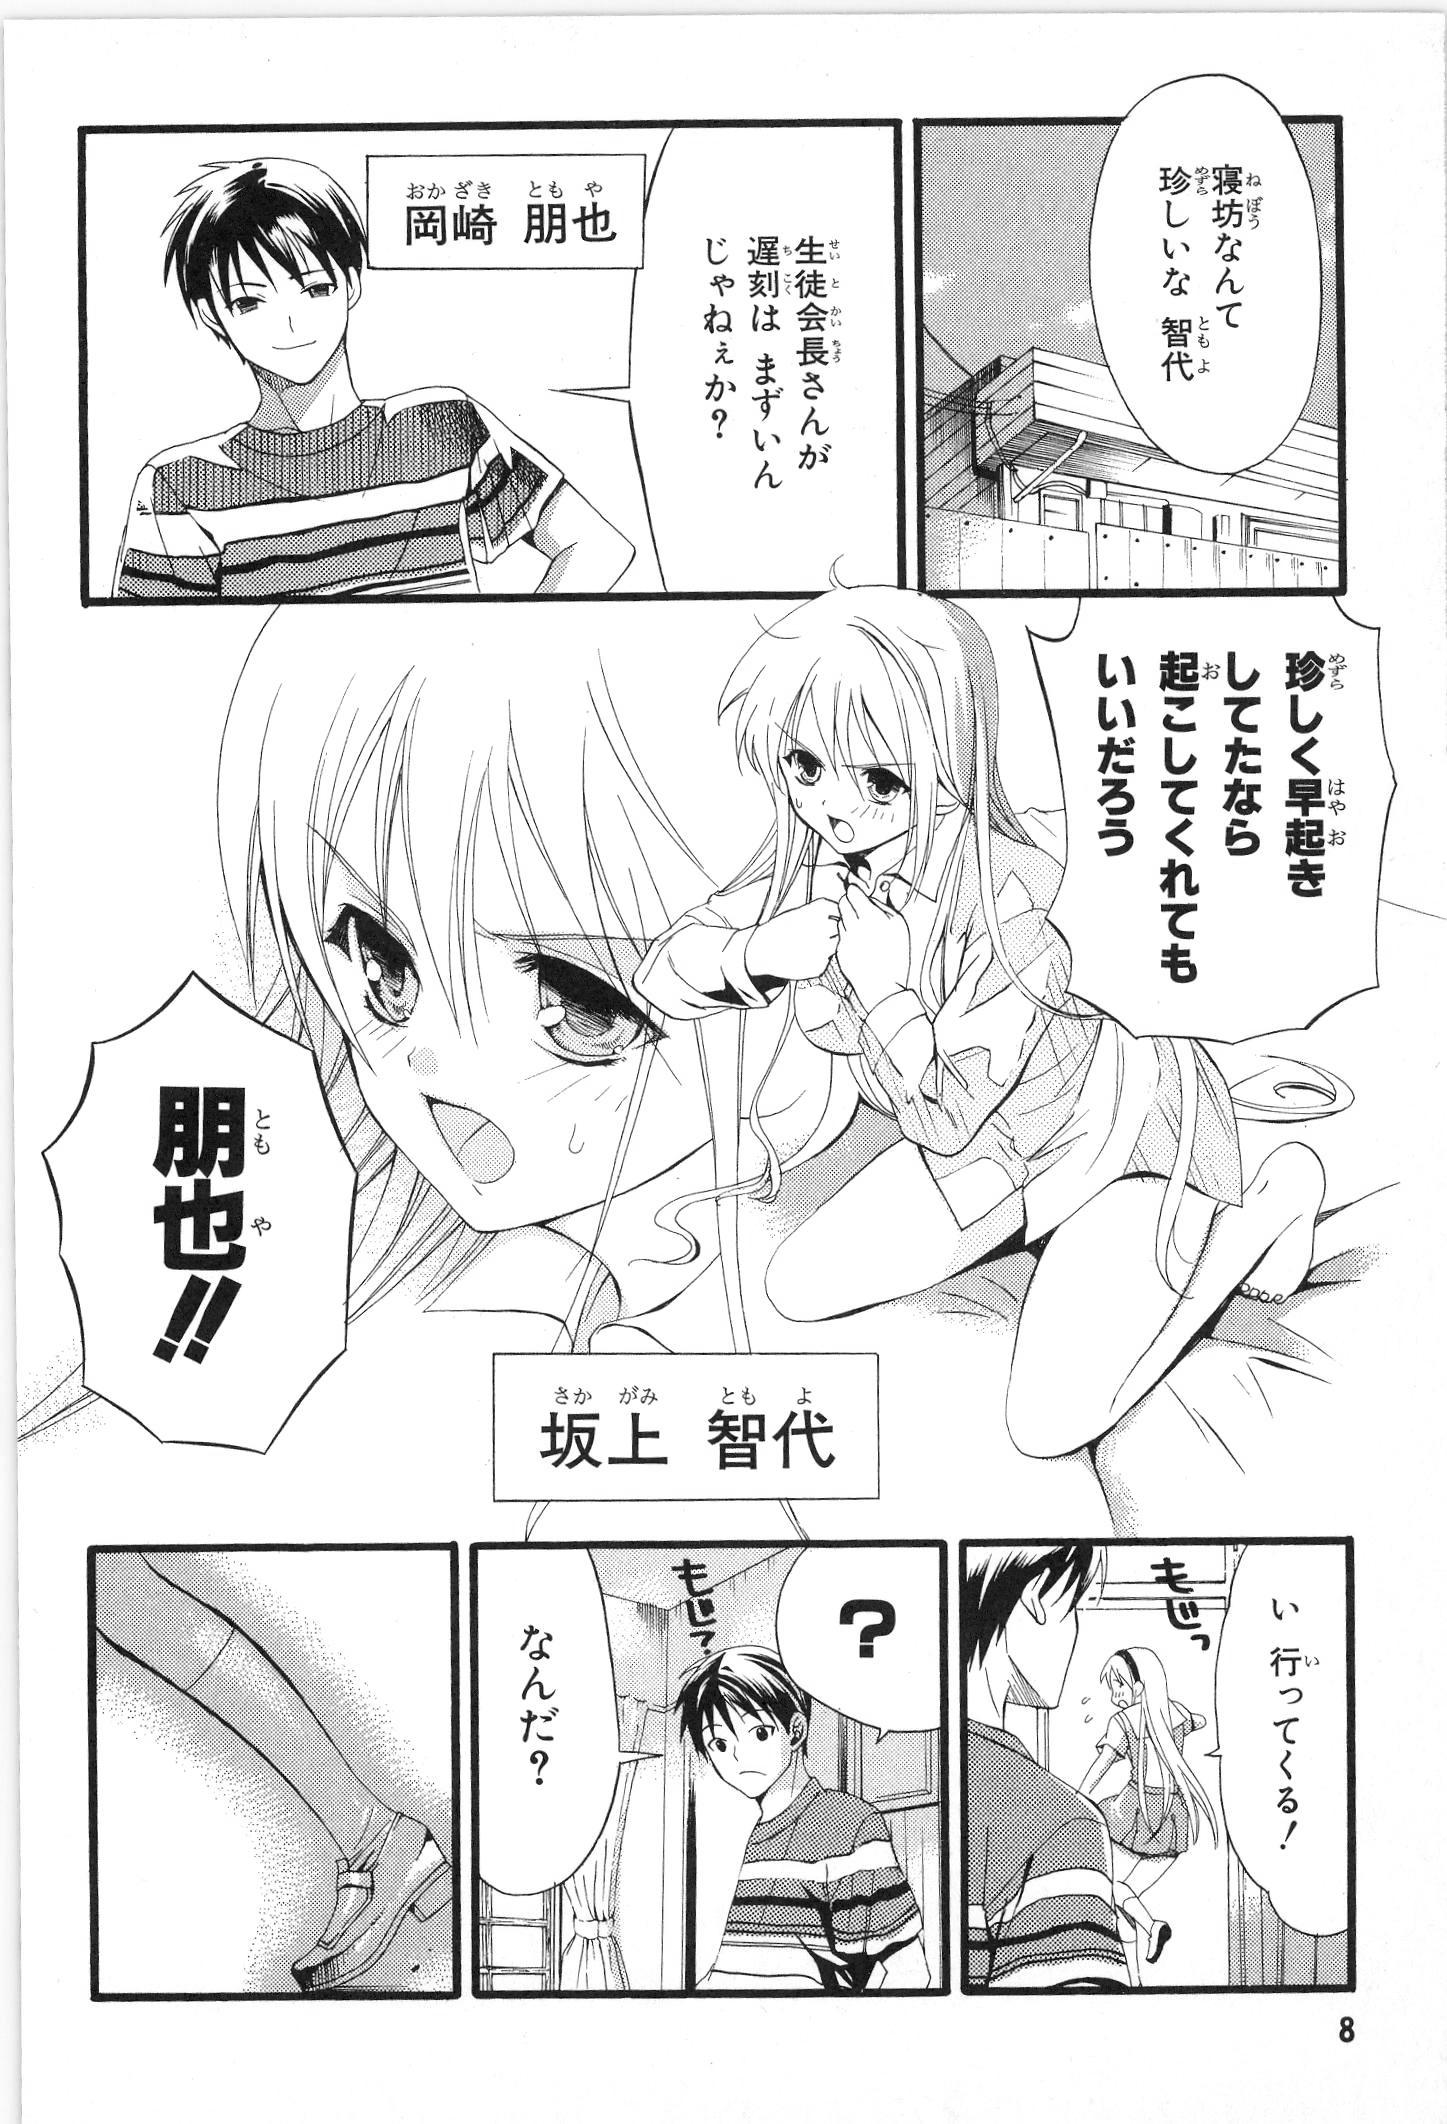 寝坊なんて
珍しいな 智代
生徒会長さんが
遅刻は まずいん
じゃねぇか？
岡崎 朋也
珍しく早起き
してたなら
起こしてくれても
いいだろう
朋也!!
坂上 智代
い 行ってくる！
もじっ
？
もじ？
なんだ？
8